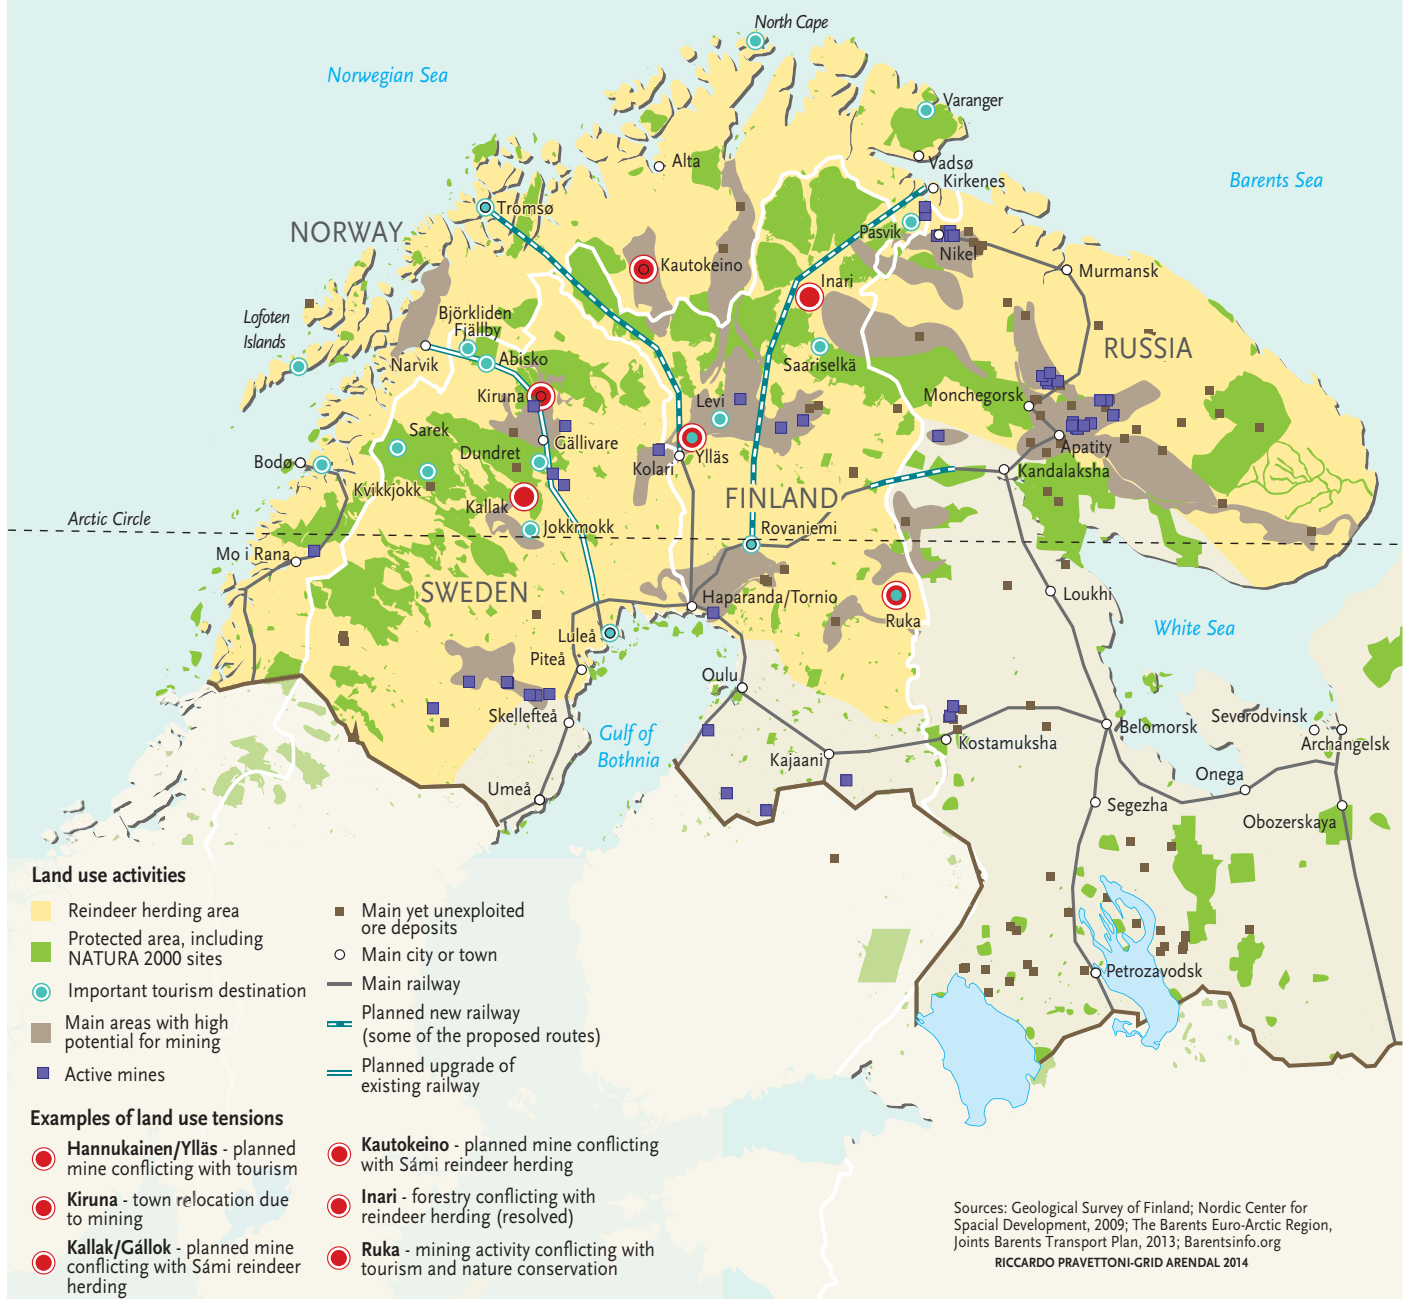 North Cape
Norwegian Sea
Varanger
Vadsø
Alta
Kirkenes
Barents Sea
Tromsø
NORWAY
Pasvik
Nikel
Kautokeino
Murmansk
Inari
Lofoten
Islands
Björkliden
Fjällby
RUSSIA
Narvik
Abisko
Saariselkä
Kiruna
Levi
Monchegorsk
Sarek
Gällivare
Apatity
Dundret
Ylläs
Bodø
Kolari
Kandalaksha
Kvikkjokk
FINLAND
Kallak
Arctic Circle
Jokkmokk
Rovaniemi
Mo i Rana
SWEDEN
Haparanda/Tornio
Loukhi
Ruka
White Sea
Luleå
Piteå
Oulu
Skellefteå
Severodvinsk
Gulf of
Bothnia
Belomorsk
Kostamuksha
Archangelsk
Kajaani
Onega
Umeå
Segezha
Obozerskaya
Petrozavodsk
Land use activities
Reindeer herding area
Protected area, including
NATURA 2000 sites
Important tourism destination
Main areas with high
potential for mining
Active mines
Main yet unexploited
ore deposits
Main city or town
Main railway
Planned new railway
(some of the proposed routes)
Planned upgrade of
existing railway
Examples of land use tensions
Hannukainen/Ylläs - planned
mine conflicting with tourism
Kiruna - town relocation due
to mining
Kallak/Gállok - planned mine
conflicting with Sámi reindeer
herding
Kautokeino - planned mine conflicting
with Sámi reindeer herding
Inari - forestry conflicting with
reindeer herding (resolved)
Ruka - mining activity conflicting with
tourism and nature conservation
Sources: Geological Survey of Finland; Nordic Center for
Spacial Development, 2009; The Barents Euro-Arctic Region,
Joints Barents Transport Plan, 2013; Barentsinfo.org
RICCARDO PRAVETTONI-GRID ARENDAL 2014